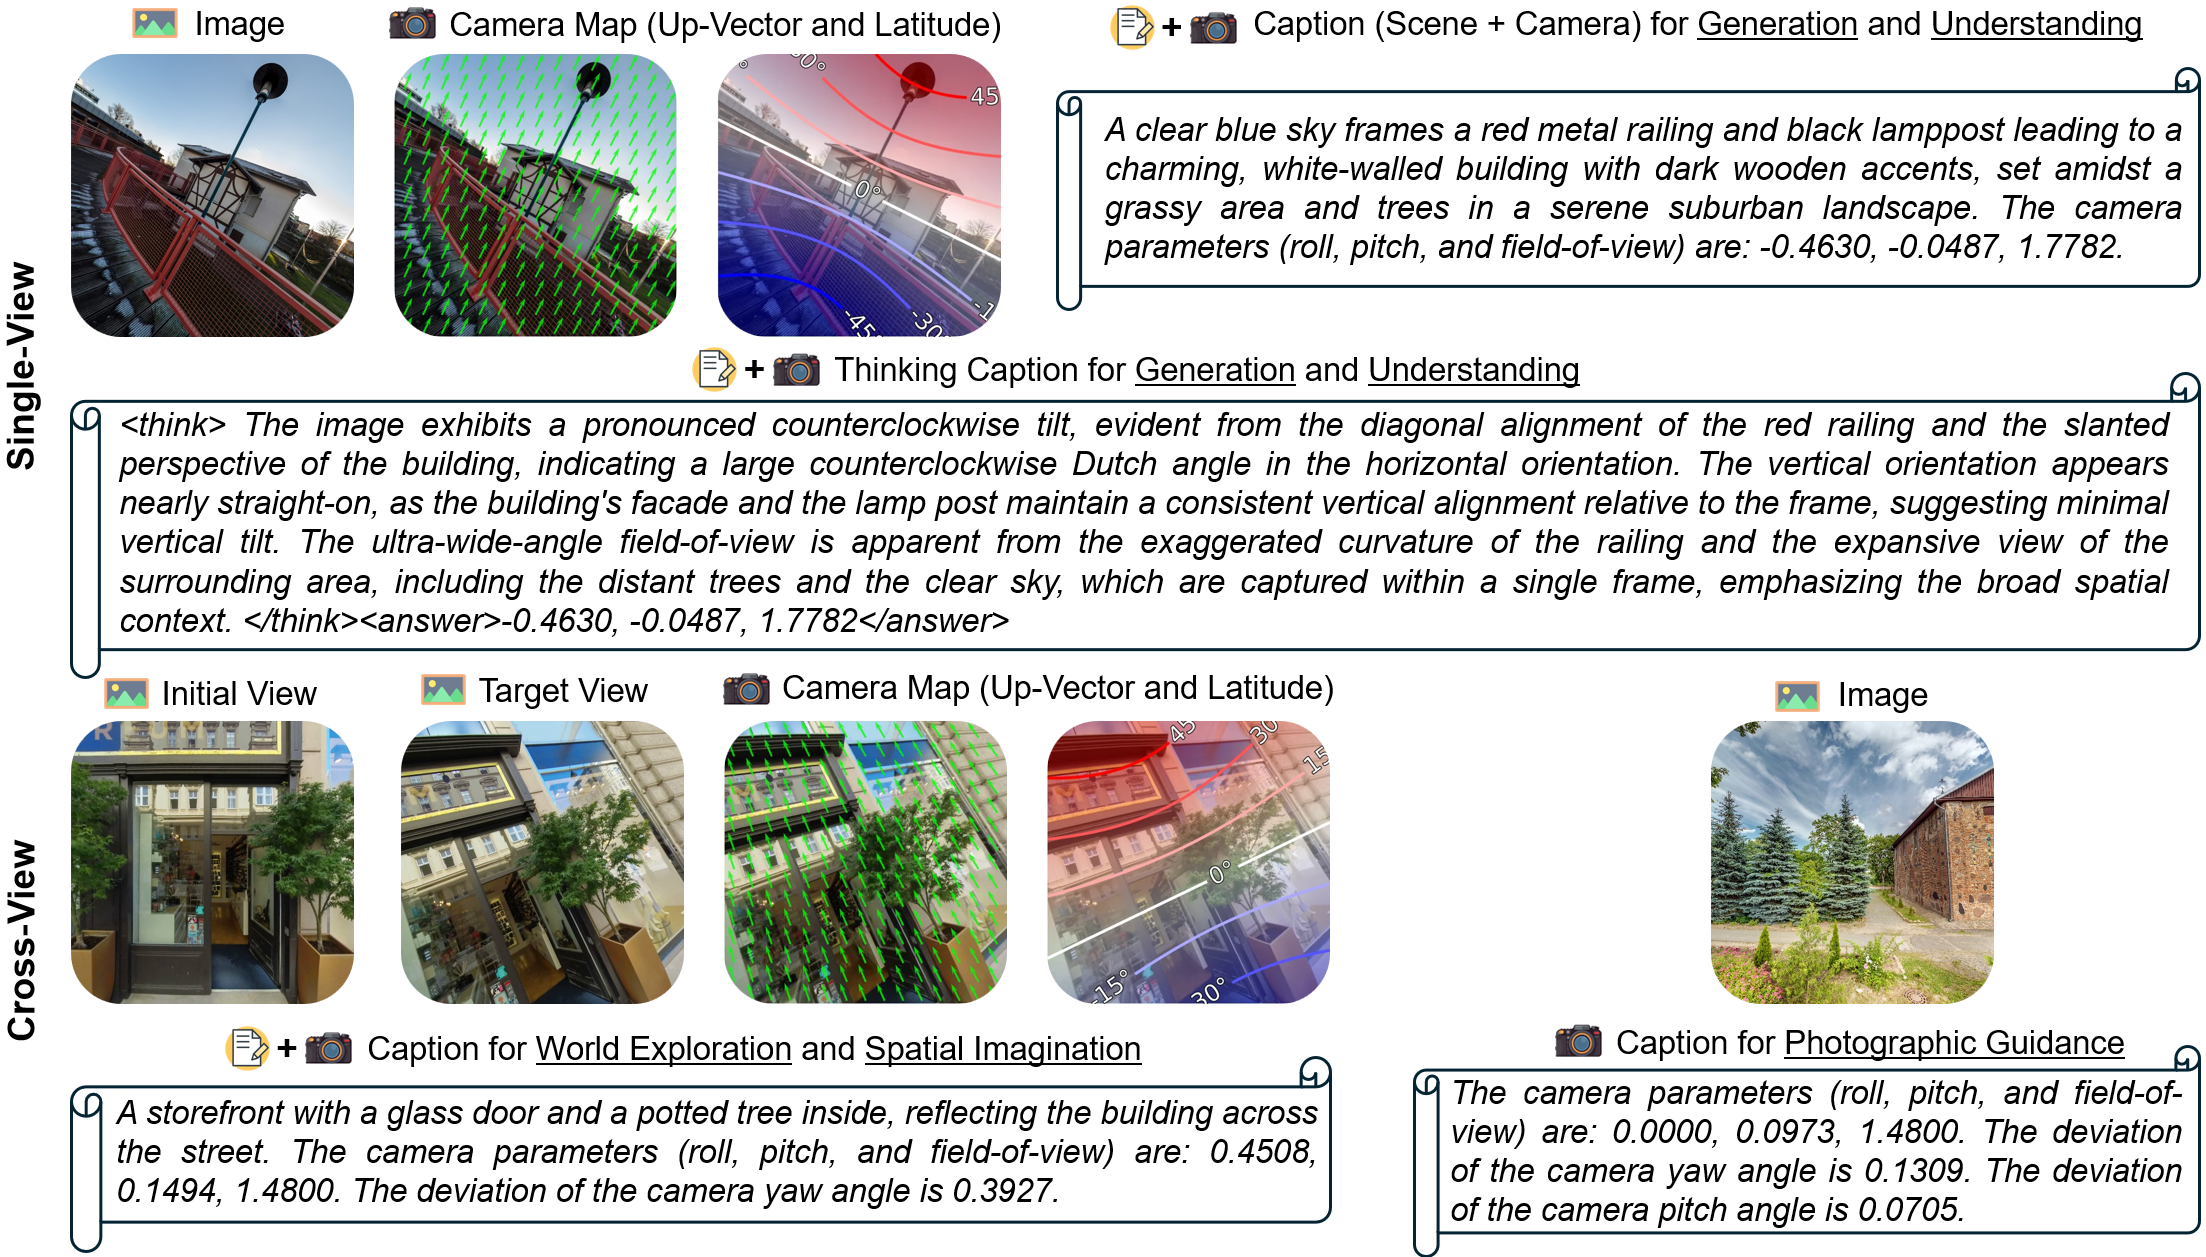 Image
Camera Map (Up-Vector and Latitude)
+ Caption (Scene + Camera) for Generation and Understanding
45
0°
-45°
-30
-1
A clear blue sky frames a red metal railing and black lamppost leading to a
charming, white-walled building with dark wooden accents, set amidst a
grassy area and trees in a serene suburban landscape. The camera
parameters (roll, pitch, and field-of-view) are: -0.4630, -0.0487, 1.7782.
Single-View
+ Thinking Caption for Generation and Understanding
<think> The image exhibits a pronounced counterclockwise tilt, evident from the diagonal alignment of the red railing and the slanted
perspective of the building, indicating a large counterclockwise Dutch angle in the horizontal orientation. The vertical orientation appears
nearly straight-on, as the building's facade and the lamp post maintain a consistent vertical alignment relative to the frame, suggesting minimal
vertical tilt. The ultra-wide-angle field-of-view is apparent from the exaggerated curvature of the railing and the expansive view of the
surrounding area, including the distant trees and the clear sky, which are captured within a single frame, emphasizing the broad spatial
context. </think><answer>-0.4630, -0.0487, 1.7782</answer>
Initial View
Target View
Camera Map (Up-Vector and Latitude)
Image
45
30
15
0°
-15°
30°
Cross-View
+ Caption for World Exploration and Spatial Imagination
A storefront with a glass door and a potted tree inside, reflecting the building across
the street. The camera parameters (roll, pitch, and field-of-view) are: 0.4508,
0.1494, 1.4800. The deviation of the camera yaw angle is 0.3927.
Caption for Photographic Guidance
The camera parameters (roll, pitch, and field-of-
view) are: 0.0000, 0.0973, 1.4800. The deviation
of the camera yaw angle is 0.1309. The deviation
of the camera pitch angle is 0.0705.